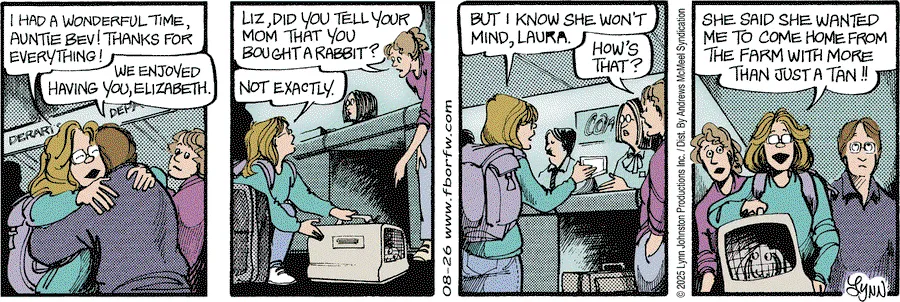 I HAD A WONDERFUL TIME,
AUNTIE BEV! THANKS FOR
EVERYTHING!
WE ENJOYED
HAVING YOU, ELIZABETH.
LIZ, DID YOU TELL YOUR
MOM THAT YOU
BOUGHT A RABBIT?
NOT EXACTLY.
08-26 www.fborfw.com
BUT I KNOW SHE WON'T
MIND, LAURA.
HOW'S
THAT?
© 2025 Lynn Johnston Productions Inc. / Dist. By Andrews McMeel Syndication
SHE SAID SHE WANTED
ME TO COME HOME FROM
THE FARM WITH MORE
THAN JUST A TAN!!
LYNN